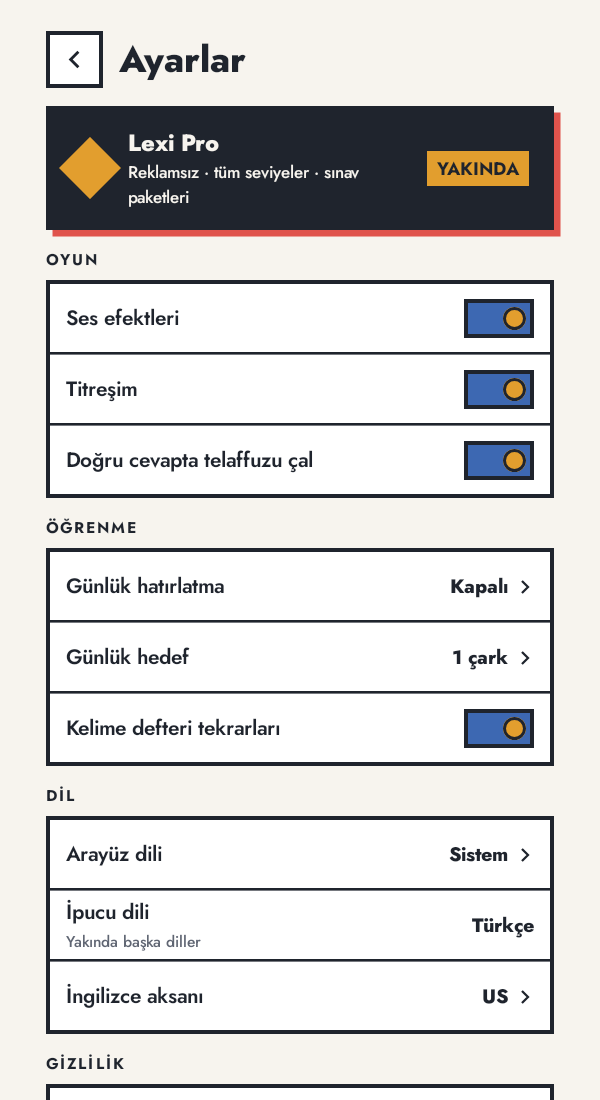 Ayarlar
Lexi Pro
Reklamsız · tüm seviyeler · sınav
paketleri
YAKINDA
OYUN
Ses efektleri
Titreşim
Doğru cevapta telaffuzu çal
ÖĞRENME
Günlük hatırlatma
Kapalı
Günlük hedef
1 çark
Kelime defteri tekrarları
DİL
Arayüz dili
Sistem
İpucu dili
Yakında başka diller
Türkçe
İngilizce aksanı
US
GİZLİLİK